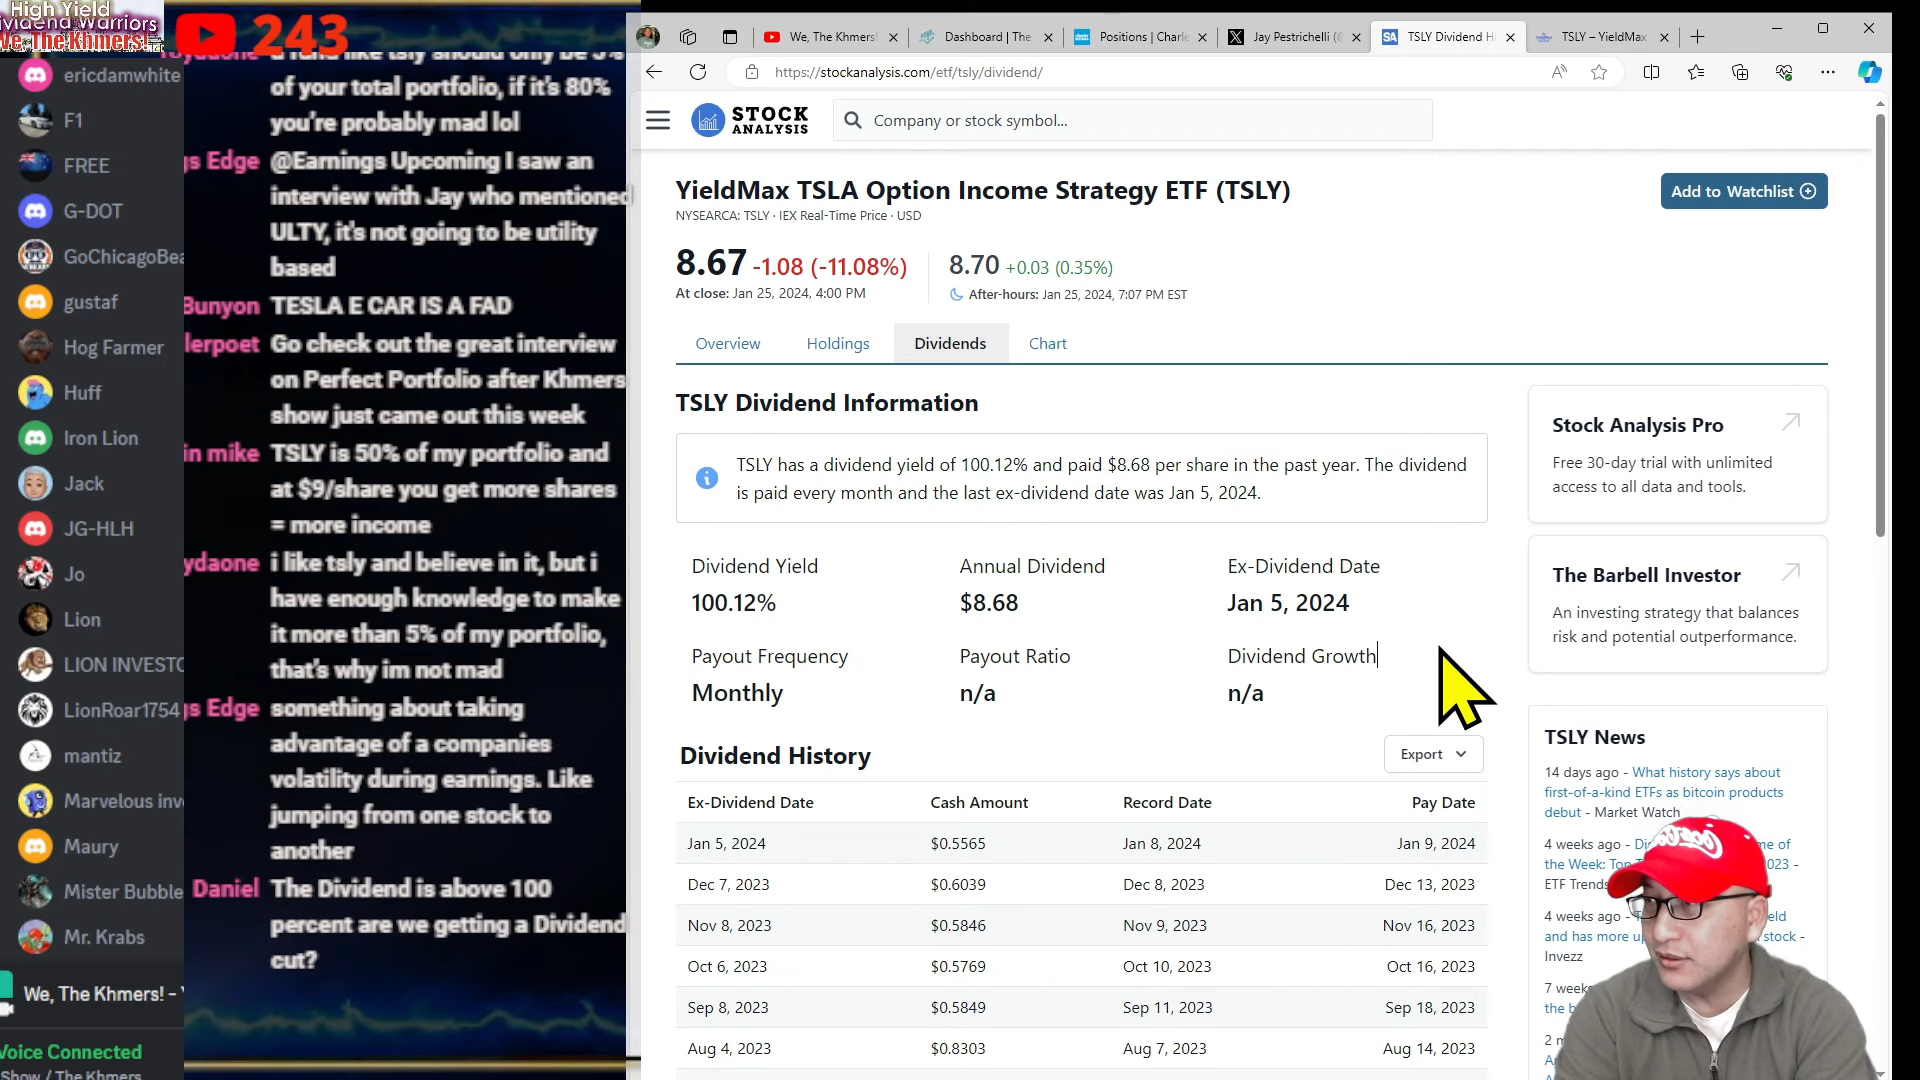 High Yield
Dividend Warriors
We, The Khmers!
243
ericdamwhite
F1
FREE
G-DOT
GoChicagoBea
gustaf
Hog Farmer
Huff
Iron Lion
Jack
JG-HLH
Jo
Lion
LION INVESTO
LionRoar1754
mantiz
Marvelous inve
Maury
Mister Bubble
Mr. Krabs
We, The Khmers! -
Voice Connected
Show / The Khmers
of your total portfolio, if it's 80%
you're probably mad lol
gs Edge @Earnings Upcoming I saw an
interview with Jay who mentioned
ULTY, it's not going to be utility
based
Bunyon TESLA E CAR IS A FAD
lerpoet Go check out the great interview
on Perfect Portfolio after Khmers
show just came out this week
in mike TSLY is 50% of my portfolio and
at $9/share you get more shares
= more income
ydaone i like tsly and believe in it, but i
have enough knowledge to make
it more than 5% of my portfolio,
that's why im not mad
gs Edge something about taking
advantage of a companies
volatility during earnings. Like
jumping from one stock to
another
Daniel The Dividend is above 100
percent are we getting a Dividend
cut?
We, The Khmers!
Dashboard | The
Positions | Charle
Jay Pestrichelli (@
TSLY Dividend Hi
TSLY – YieldMax
https://stockanalysis.com/etf/tsly/dividend/
STOCK
ANALYSIS
Company or stock symbol...
YieldMax TSLA Option Income Strategy ETF (TSLY)
NYSEARCA: TSLY · IEX Real-Time Price · USD
Add to Watchlist
8.67 -1.08 (-11.08%)
At close: Jan 25, 2024, 4:00 PM
8.70 +0.03 (0.35%)
After-hours: Jan 25, 2024, 7:07 PM EST
Overview Holdings Dividends Chart
TSLY Dividend Information
TSLY has a dividend yield of 100.12% and paid $8.68 per share in the past year. The dividend
is paid every month and the last ex-dividend date was Jan 5, 2024.
Dividend Yield Annual Dividend Ex-Dividend Date
100.12% $8.68 Jan 5, 2024
Payout Frequency Payout Ratio Dividend Growth
Monthly n/a n/a
Dividend History
Export
Ex-Dividend Date Cash Amount Record Date Pay Date
Jan 5, 2024 $0.5565 Jan 8, 2024 Jan 9, 2024
Dec 7, 2023 $0.6039 Dec 8, 2023 Dec 13, 2023
Nov 8, 2023 $0.5846 Nov 9, 2023 Nov 16, 2023
Oct 6, 2023 $0.5769 Oct 10, 2023 Oct 16, 2023
Sep 8, 2023 $0.5849 Sep 11, 2023 Sep 18, 2023
Aug 4, 2023 $0.8303 Aug 7, 2023 Aug 14, 2023
Stock Analysis Pro
Free 30-day trial with unlimited
access to all data and tools.
The Barbell Investor
An investing strategy that balances
risk and potential outperformance.
TSLY News
14 days ago - What history says about
first-of-a-kind ETFs as bitcoin products
debut - Market Watch
4 weeks ago -
the Week: Top
2023 -
ETF Trends
4 weeks ago -
and has more
stock -
Invezz
7 weeks
the